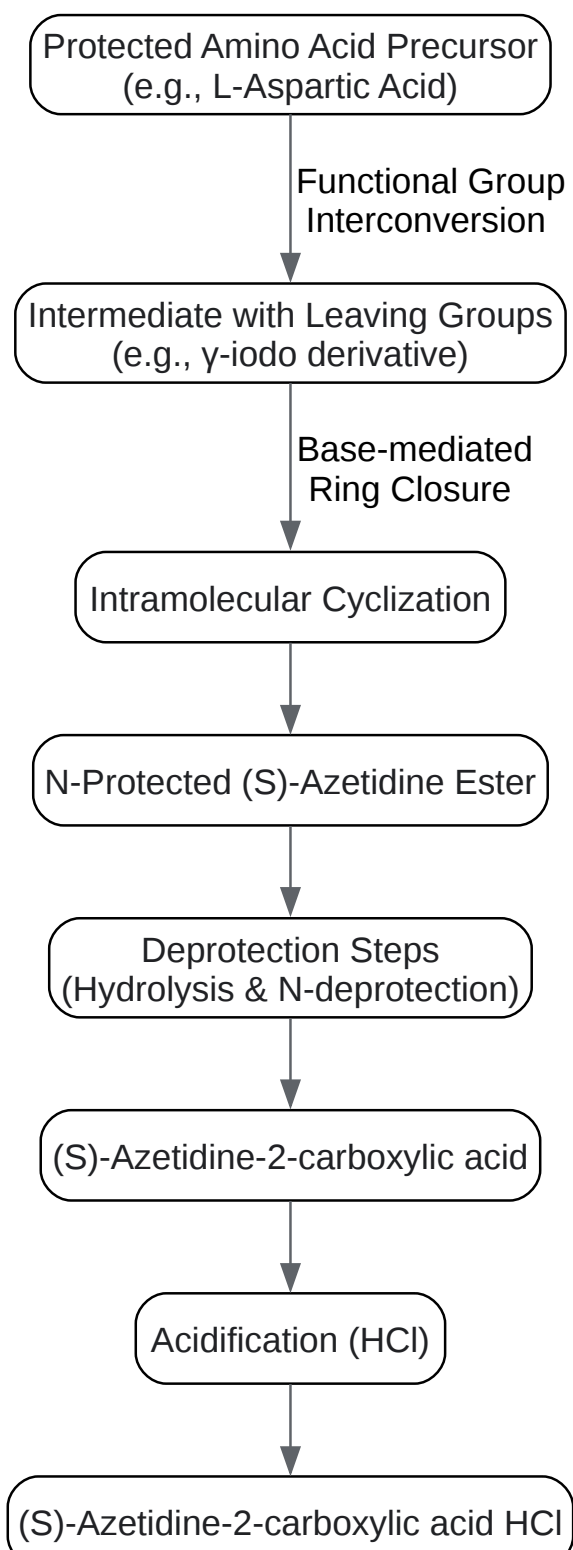 Protected Amino Acid Precursor
(e.g., L-Aspartic Acid)
Functional Group
Interconversion
Intermediate with Leaving Groups
(e.g., γ-iodo derivative)
Base-mediated
Ring Closure
Intramolecular Cyclization
N-Protected (S)-Azetidine Ester
Deprotection Steps
(Hydrolysis & N-deprotection)
(S)-Azetidine-2-carboxylic acid
Acidification (HCl)
(S)-Azetidine-2-carboxylic acid HCl